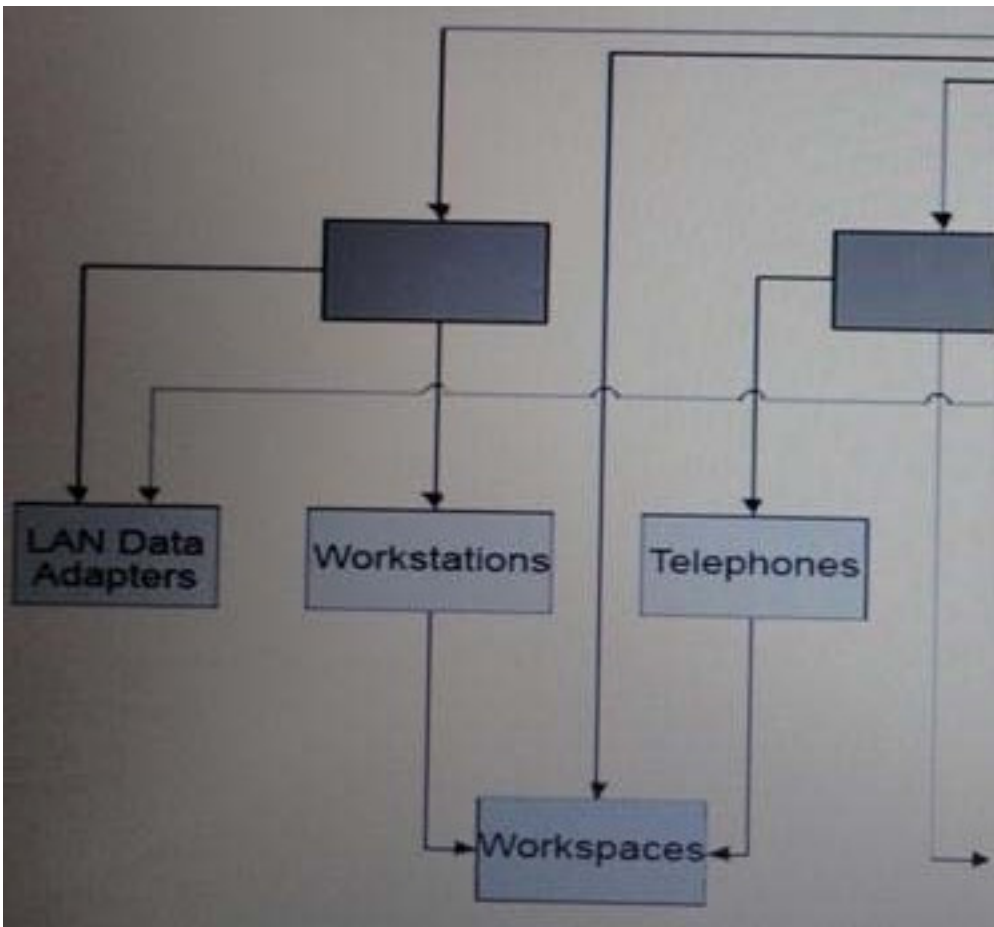 LAN Data
Adapters
Workstations
Telephones
Workspaces